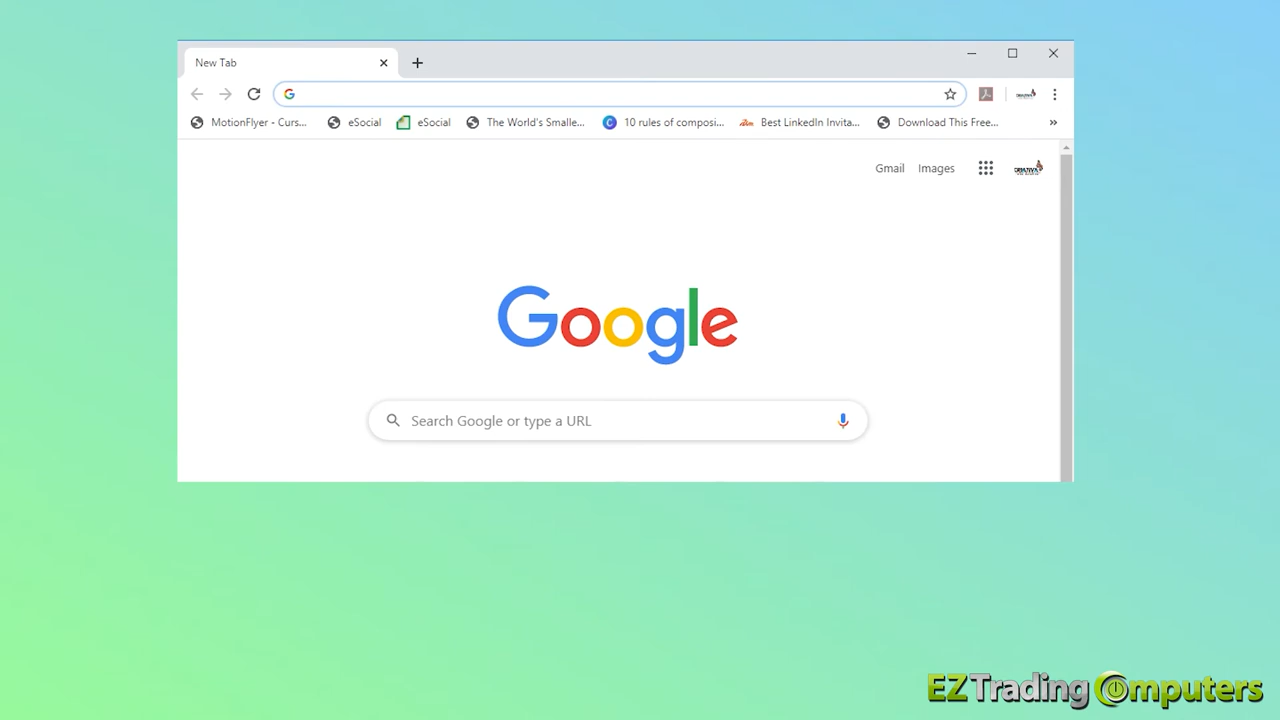 New Tab
MotionFlyer - Curs... eSocial eSocial The World's Smalle... 10 rules of composi... Best LinkedIn Invita... Download This Free... »
Gmail Images
Google
Search Google or type a URL
EZTrading Computers